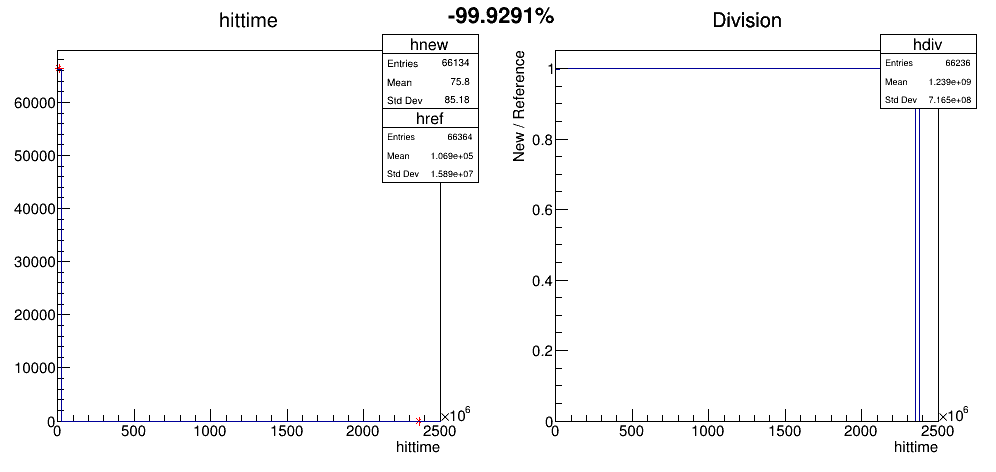 -99.9291%
hittime
hnew
Entries 66134
Mean 75.8
Std Dev 85.18
href
Entries 66364
Mean 1.069e+05
Std Dev 1.589e+07
60000
50000
40000
30000
20000
10000
0
0 500 1000 1500 2000 2500
×10⁶
hittime
Division
hdiv
Entries 66236
Mean 1.239e+09
Std Dev 7.165e+08
New / Reference
1
0.8
0.6
0.4
0.2
0
0 500 1000 1500 2000 2500
×10⁶
hittime